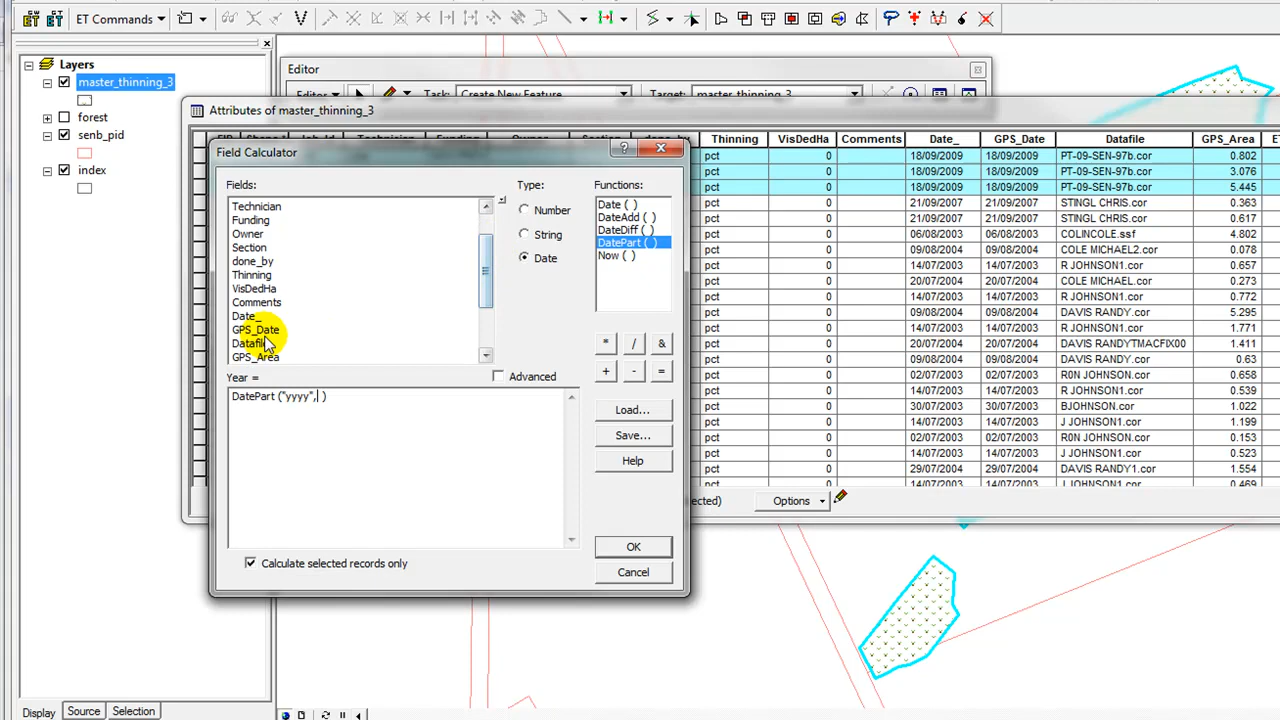 ET Commands
Layers
master_thinning_3
forest
senb_pid
index
Display
Source
Selection
Editor
Editor
Task:
Create New Feature
Target:
master_thinning_3
Attributes of master_thinning_3
Thinning VisDedHa Comments Date_ GPS_Date Datafile GPS_Area
pct 0 18/09/2009 18/09/2009 PT-09-SEN-97b.cor 0.802
pct 0 18/09/2009 18/09/2009 PT-09-SEN-97b.cor 3.076
pct 0 18/09/2009 18/09/2009 PT-09-SEN-97b.cor 5.445
pct 0 21/09/2007 21/09/2007 STINGL CHRIS.cor 0.363
pct 0 21/09/2007 21/09/2007 STINGL CHRIS.cor 0.617
pct 0 06/08/2003 06/08/2003 COLINCOLE.ssf 4.802
pct 0 09/08/2004 09/08/2004 COLE MICHAEL2.cor 0.078
pct 0 14/07/2003 14/07/2003 R JOHNSON1.cor 0.657
pct 0 20/07/2004 20/07/2004 COLE MICHAEL.cor 0.273
pct 0 14/07/2003 14/07/2003 R JOHNSON1.cor 0.772
pct 0 09/08/2004 09/08/2004 DAVIS RANDY.cor 5.295
pct 0 14/07/2003 14/07/2003 R JOHNSON1.cor 1.771
pct 0 20/07/2004 20/07/2004 DAVIS RANDYTMACFIX00 1.411
pct 0 09/08/2004 09/08/2004 DAVIS RANDY.cor 0.63
pct 0 02/07/2003 02/07/2003 R0N JOHNSON.cor 0.658
pct 0 14/07/2003 14/07/2003 R JOHNSON1.cor 0.539
pct 0 30/07/2003 30/07/2003 BJOHNSON.cor 1.022
pct 0 14/07/2003 14/07/2003 J JOHNSON1.cor 1.199
pct 0 02/07/2003 02/07/2003 R0N JOHNSON.cor 0.153
pct 0 14/07/2003 14/07/2003 J JOHNSON1.cor 0.453
pct 0 29/07/2004 29/07/2004 DAVIS RANDY1.cor 1.554
pct 0 14/07/2003 14/07/2003 J JOHNSON1.cor 0.469
Options
Field Calculator
Fields:
Technician
Funding
Owner
Section
done_by
Thinning
VisDedHa
Comments
Date_
GPS_Date
Datafile
GPS_Area
Type:
Number
String
Date
Functions:
Date ( )
DateAdd ( )
DateDiff ( )
DatePart ( )
Now ( )
* / &
+ - =
Year =
Advanced
DatePart ("yyyy", )
Load...
Save...
Help
Calculate selected records only
OK
Cancel